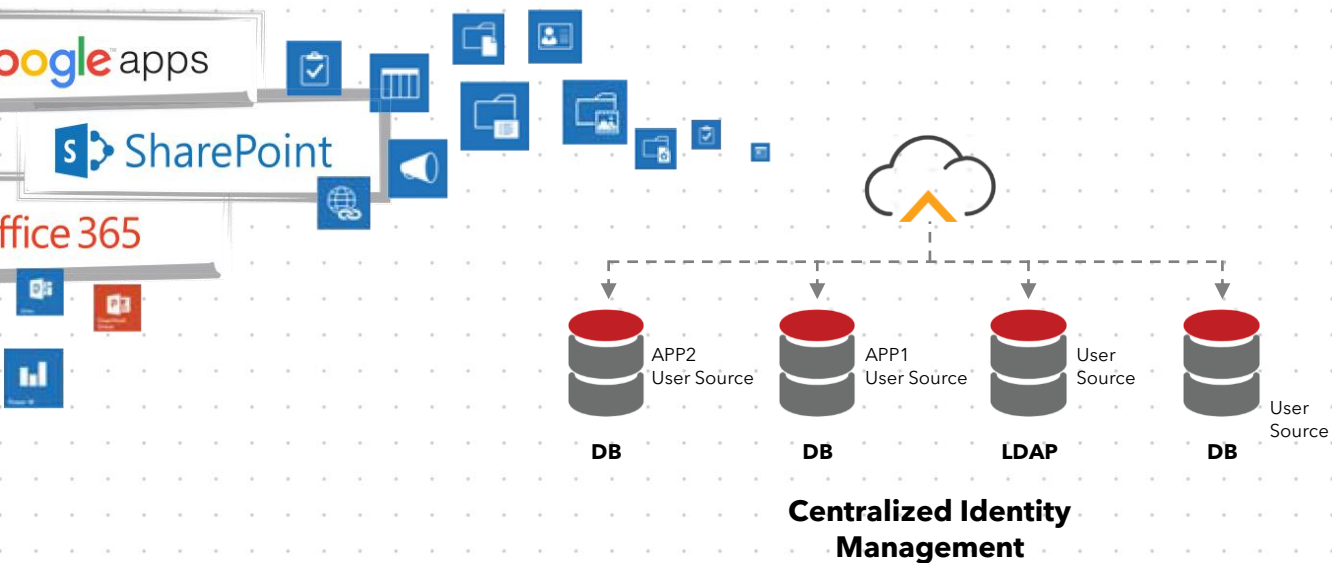 oogle apps
SharePoint
ffice 365
APP2
User Source
APP1
User Source
User
Source
User
Source
DB
DB
LDAP
DB
Centralized Identity
Management